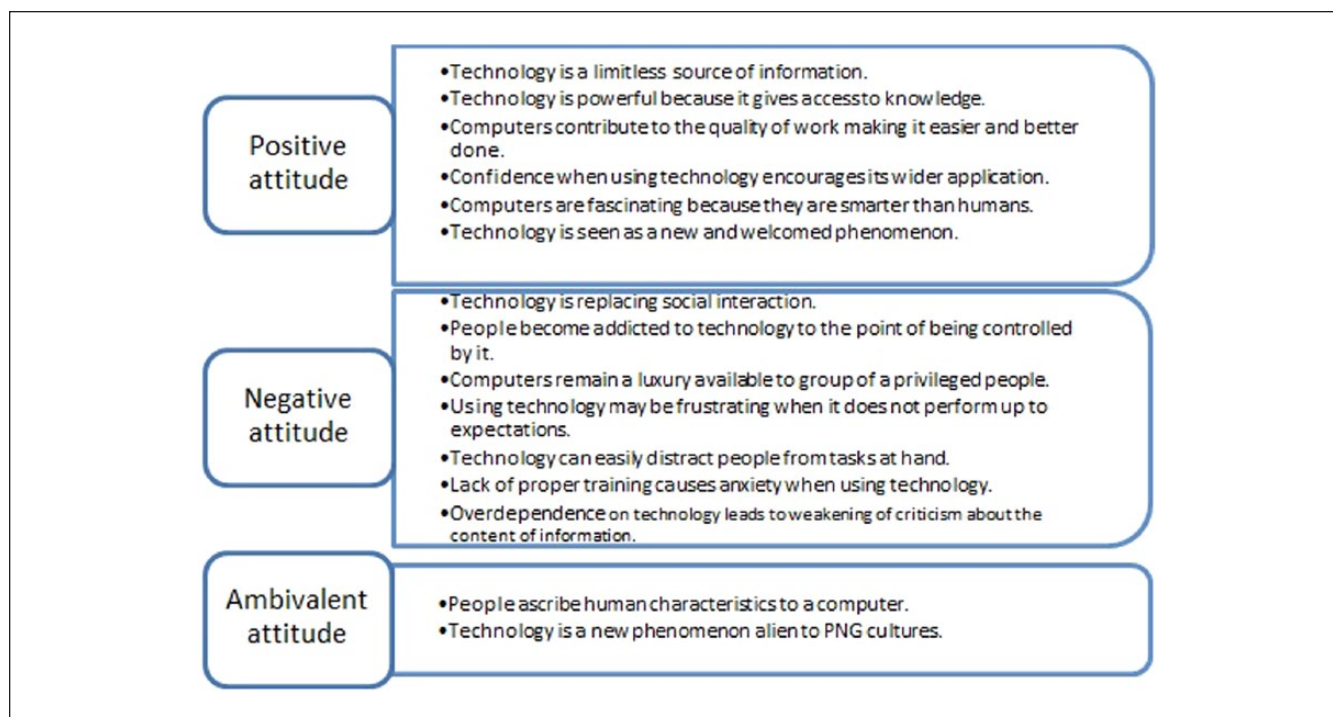 Positive
attitude
•Technology is a limitless source of information.
•Technology is powerful because it gives access to knowledge.
•Computers contribute to the quality of work making it easier and better
done.
•Confidence when using technology encourages its wider application.
•Computers are fascinating because they are smarter than humans.
•Technology is seen as a new and welcomed phenomenon.
Negative
attitude
•Technology is replacing social interaction.
•People become addicted to technology to the point of being controlled
by it.
•Computers remain a luxury available to group of a privileged people.
•Using technology may be frustrating when it does not perform up to
expectations.
•Technology can easily distract people from tasks at hand.
•Lack of proper training causes anxiety when using technology.
•Overdependence on technology leads to weakening of criticism about the
content of information.
Ambivalent
attitude
•People ascribe human characteristics to a computer.
•Technology is a new phenomenon alien to PNG cultures.